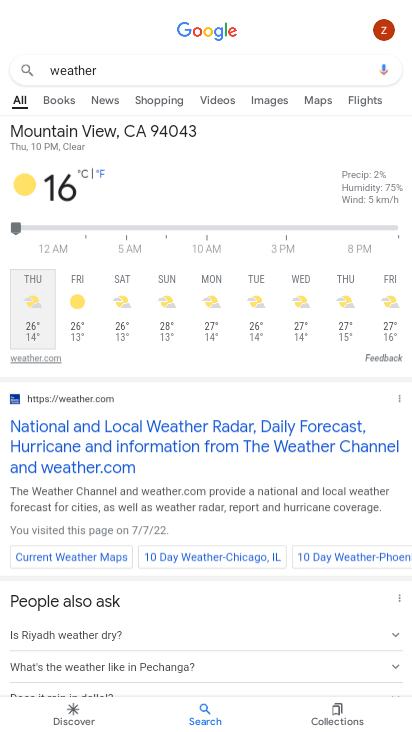 Google
Z
weather
All Books News Shopping Videos Images Maps Flights
Mountain View, CA 94043
Thu, 10 PM, Clear
16 °C | °F
Precip: 2%
Humidity: 75%
Wind: 5 km/h
12 AM 5 AM 10 AM 3 PM 8 PM
THU FRI SAT SUN MON TUE WED THU FRI
26° 26° 26° 28° 27° 26° 27° 27° 27°
14° 13° 13° 13° 14° 14° 14° 15° 16°
weather.com Feedback
https://weather.com
National and Local Weather Radar, Daily Forecast,
Hurricane and information from The Weather Channel
and weather.com
The Weather Channel and weather.com provide a national and local weather
forecast for cities, as well as weather radar, report and hurricane coverage.
You visited this page on 7/7/22.
Current Weather Maps 10 Day Weather-Chicago, IL 10 Day Weather-Phoen
People also ask
Is Riyadh weather dry?
What's the weather like in Pechanga?
Does it rain in
Discover Search Collections